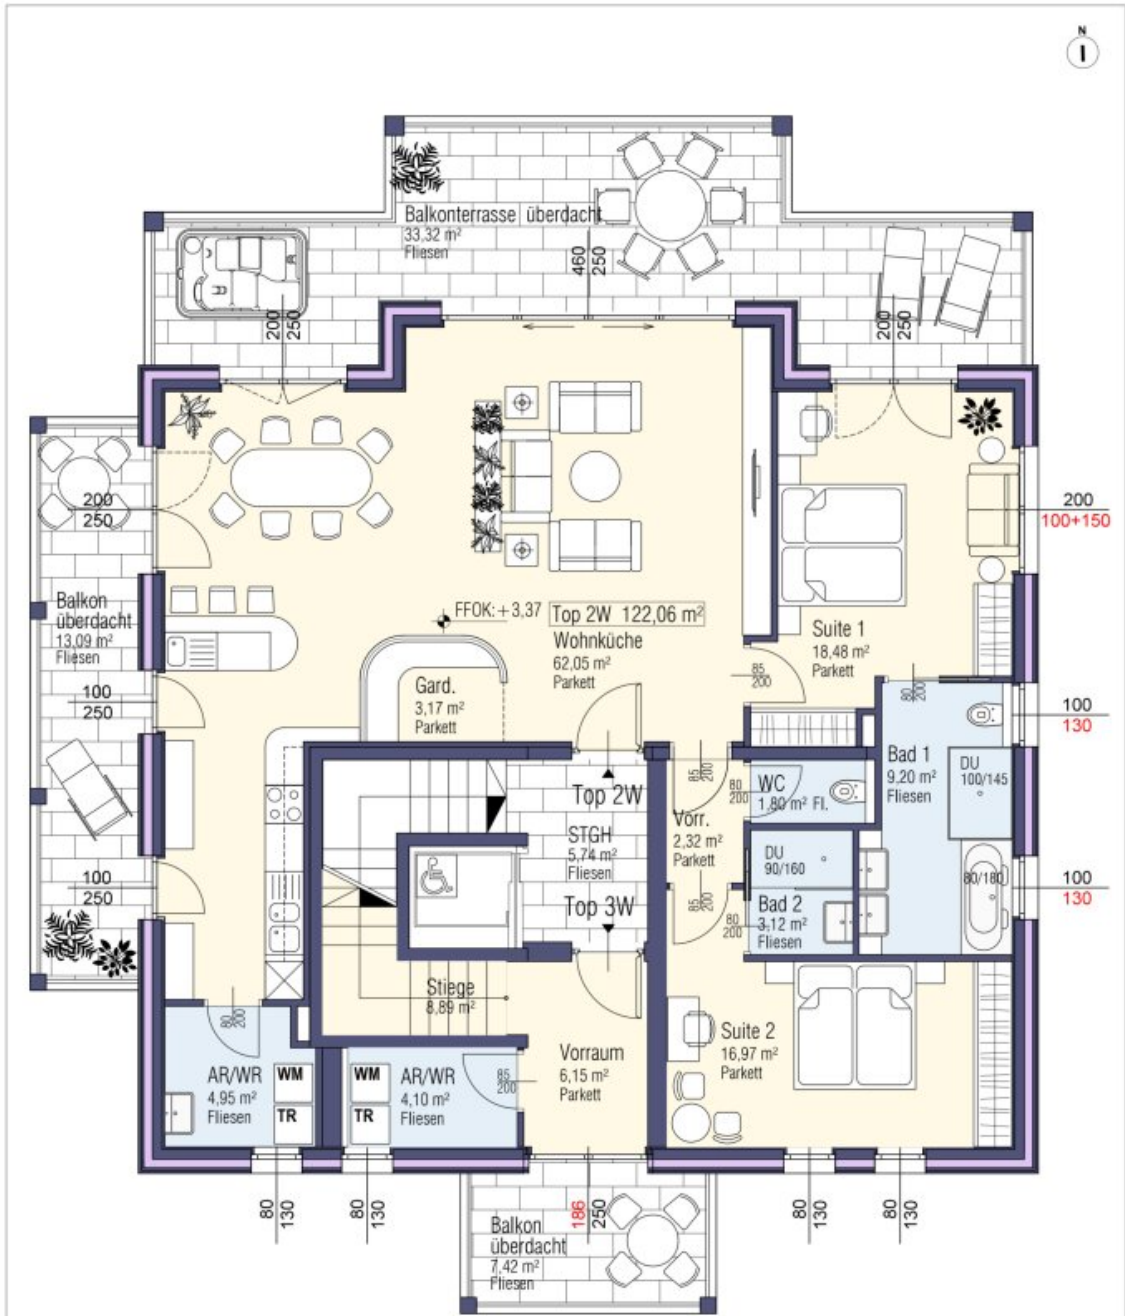 N
Balkonterrasse überdacht
33,32 m²
Fliesen
460
250
200
250
200
250
200
250
200
100+150
Balkon
überdacht
13,09 m²
Fliesen
FFOK: + 3,37
Top 2W 122,06 m²
Wohnküche
62,05 m²
Parkett
Suite 1
18,48 m²
Parkett
Gard.
3,17 m²
Parkett
85
200
80
200
100
250
100
130
Bad 1
9,20 m²
Fliesen
DU
100/145
85
200
80
200
WC
1,80 m² Fl.
Top 2W
STGH
5,74 m²
Fliesen
Vorr.
2,32 m²
Parkett
DU
90/160
80/180
100
250
100
130
Top 3W
85
200
80
200
Bad 2
3,12 m²
Fliesen
Stiege
8,89 m²
80
200
Suite 2
16,97 m²
Parkett
Vorraum
6,15 m²
Parkett
AR/WR
4,95 m²
Fliesen
WM
TR
WM
TR
AR/WR
4,10 m²
Fliesen
85
200
80
130
80
130
186
250
80
130
80
130
Balkon
überdacht
7,42 m²
Fliesen